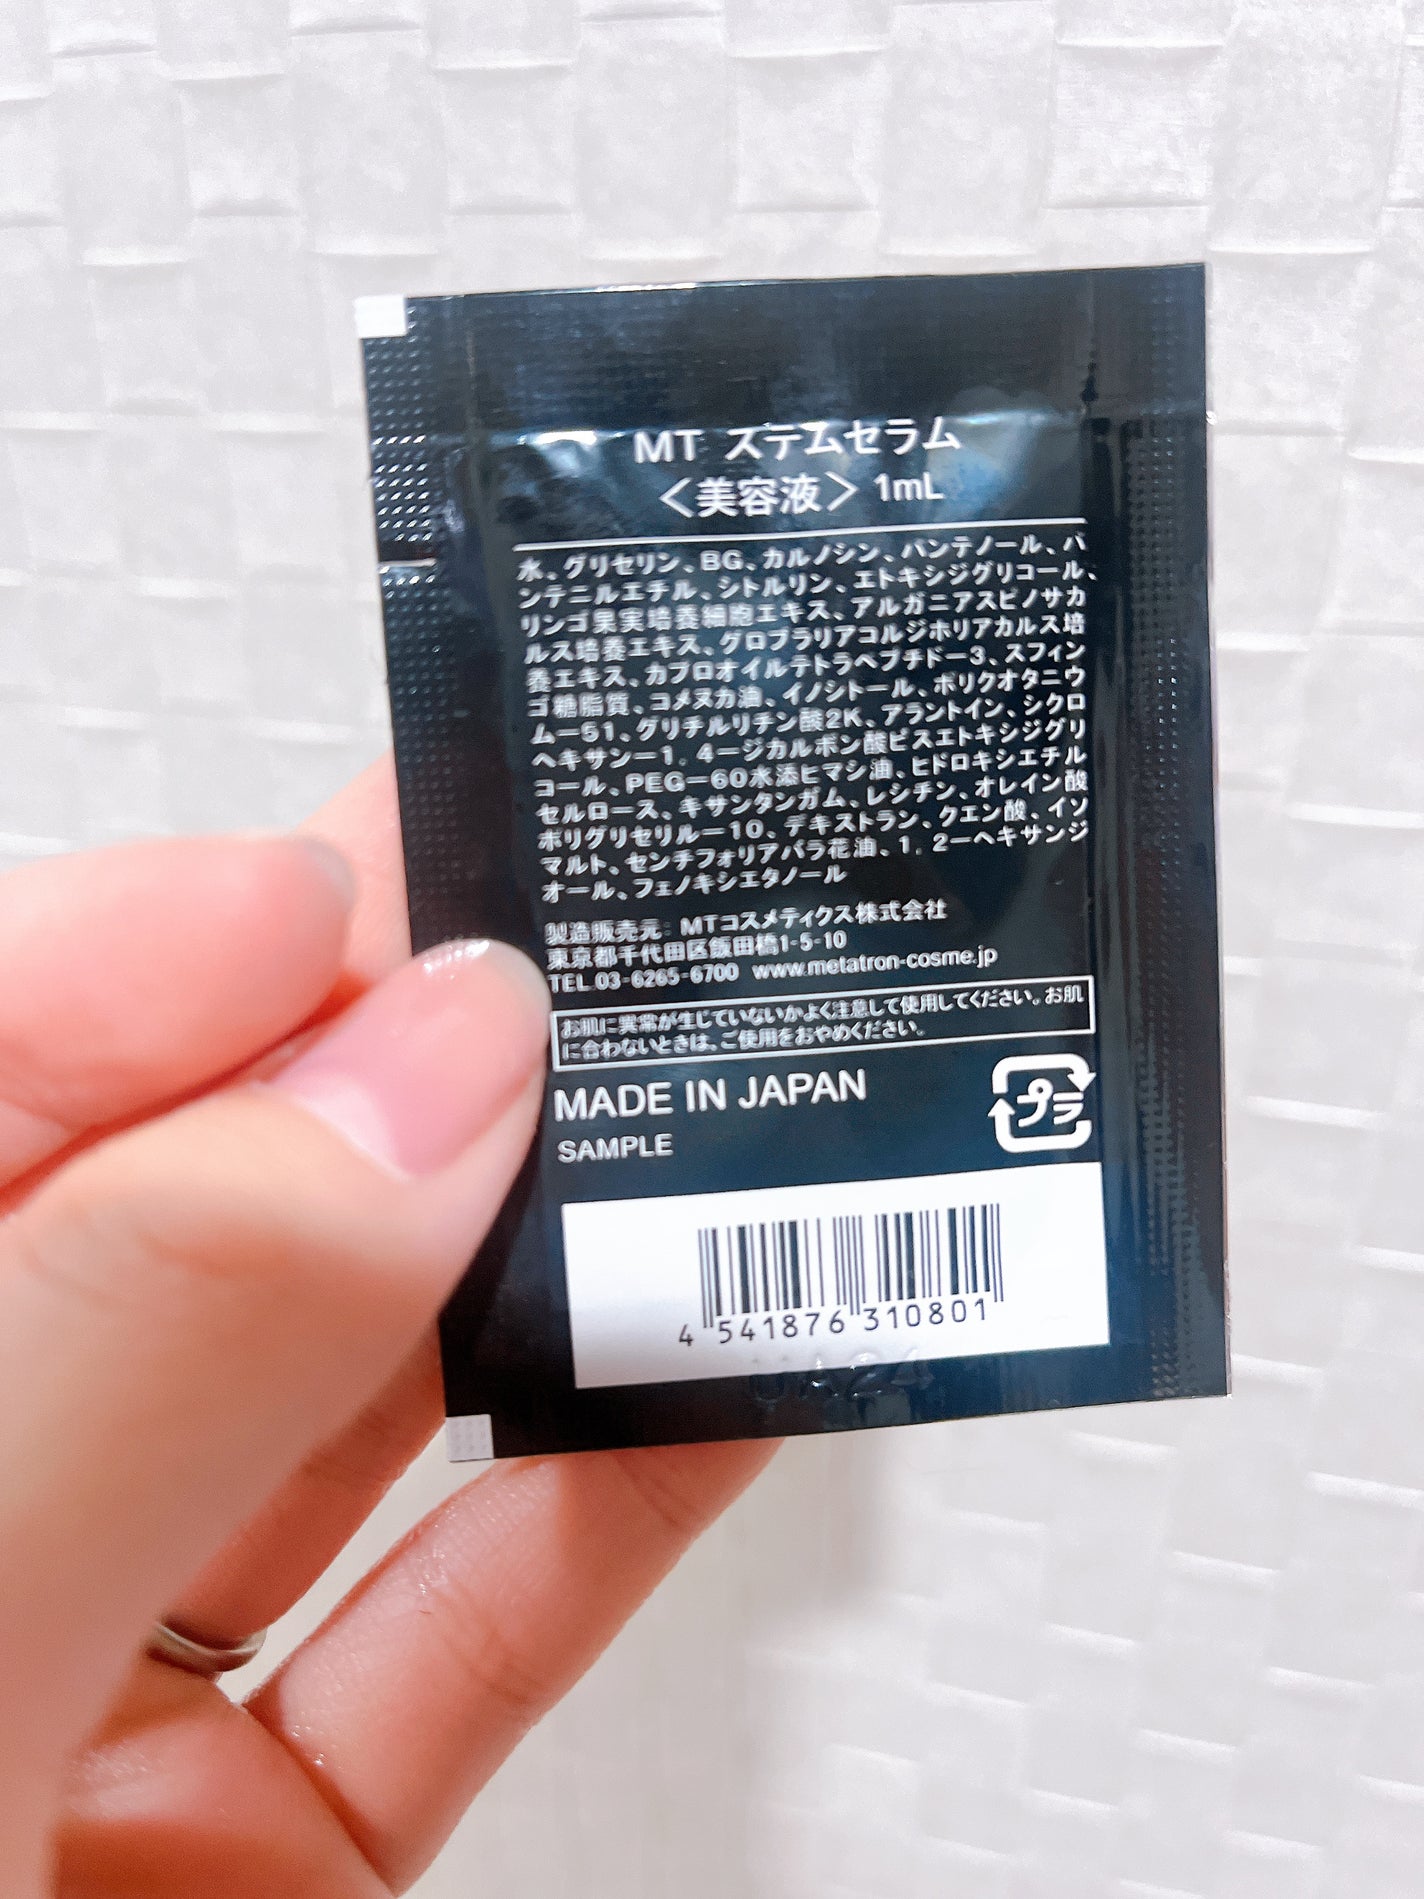 MT ステムセラム
＜美容液＞ 1mL
水、グリセリン、BG、カルノシン、パンテノール、パ
ンテニルエチル、シトルリン、エトキシジグリコール、
リンゴ果実培養細胞エキス、アルガニアスピノサカ
ルス培養エキス、グロブラリアコルジホリアカルス培
養エキス、カプロオイルテトラペプチド－3、スフィン
ゴ糖脂質、コメヌカ油、イノシトール、ポリクオタニウ
ム－51、グリチルリチン酸2K、アラントイン、シクロ
ヘキサン－1，4－ジカルボン酸ビスエトキシジグリ
コール、PEG－60水添ヒマシ油、ヒドロキシエチル
セルロース、キサンタンガム、レシチン、オレイン酸
ポリグリセリル－10、デキストラン、クエン酸、イソ
マルト、センチフォリアバラ花油、1，2－ヘキサンジ
オール、フェノキシエタノール
製造販売元：MTコスメティクス株式会社
東京都千代田区飯田橋1-5-10
TEL.03-6265-6700 www.metatron-cosme.jp
お肌に異常が生じていないかよく注意して使用してください。お肌
に合わないときは、ご使用をおやめください。
MADE IN JAPAN
プラ
SAMPLE
4 541876 310801